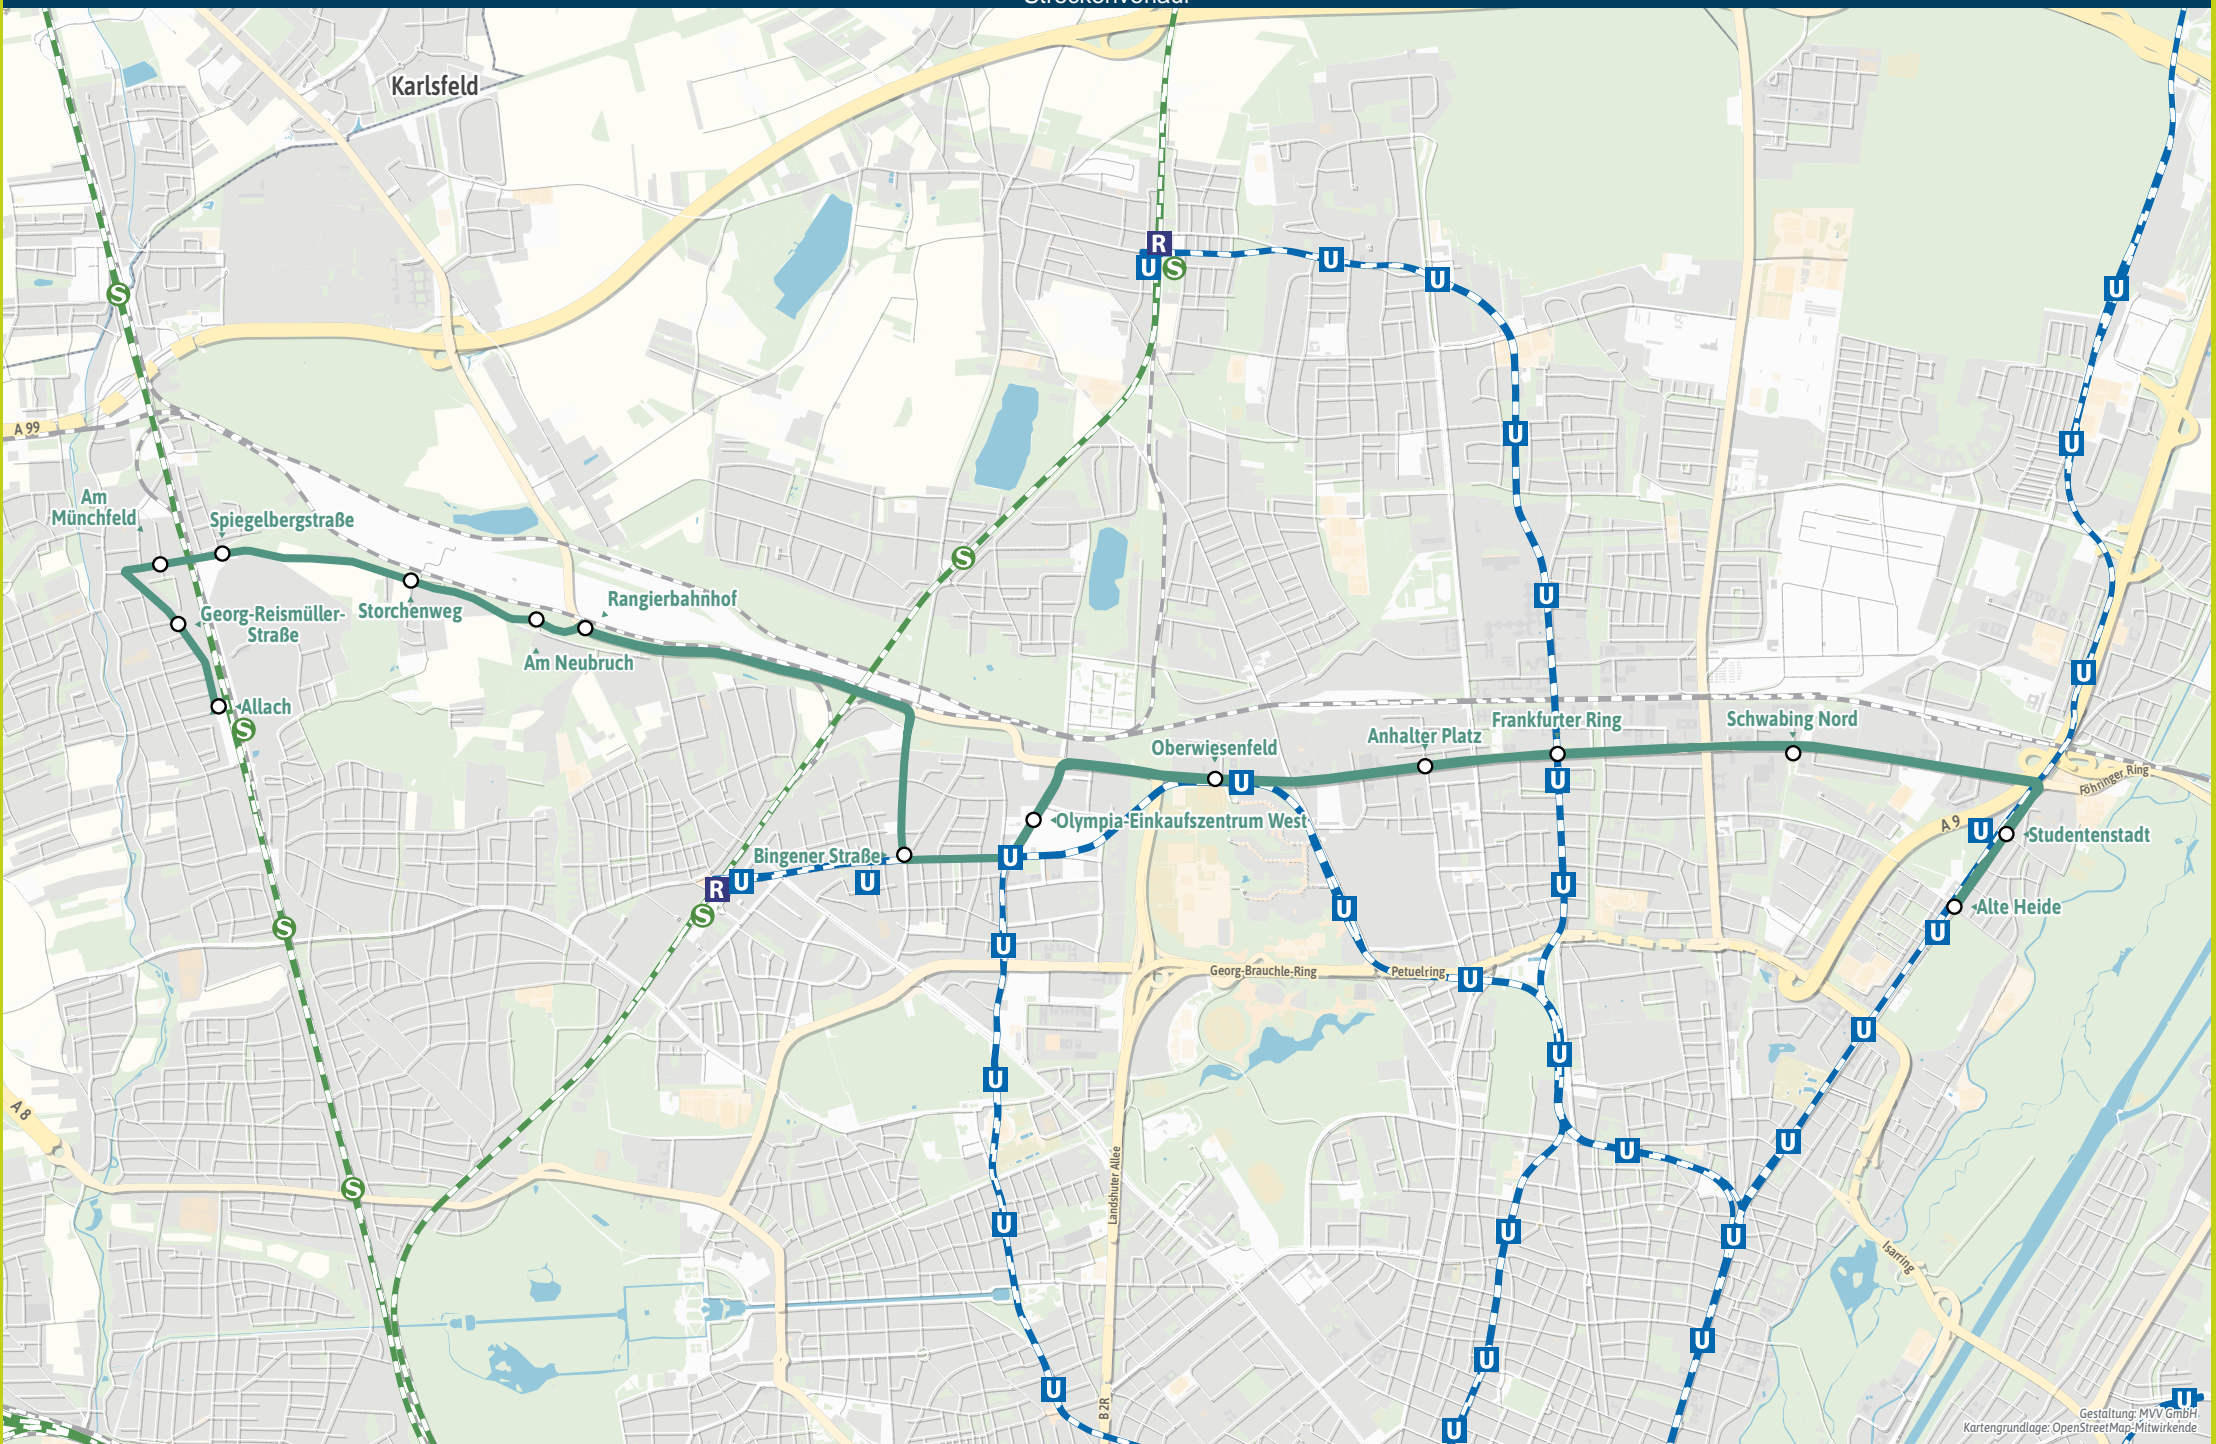 Streckenverlauf
Karlsfeld
R
U
S
U
U
S
U
A 99
U
U
Am
Münchfeld
Spiegelbergstraße
S
Georg-Reismüller-
Straße
Storchenweg
Rangierbahnhof
U
Am Neubruch
U
Allach
S
Oberwiesenfeld
Anhalter Platz
Frankfurter Ring
Schwabing Nord
U
U
Föhringer Ring
Olympia-Einkaufszentrum West
A 9
U
Studentenstadt
Bingener Straße
U
R
U
U
U
S
U
Alte Heide
S
U
U
Georg-Brauchle-Ring
Petuelring
U
U
U
U
A 8
U
U
S
Landshuter Allee
U
U
U
Isarring
U
U
U
B2R
U
U
Gestaltung: MVV GmbH
Kartengrundlage: OpenStreetMap-Mitwirkende